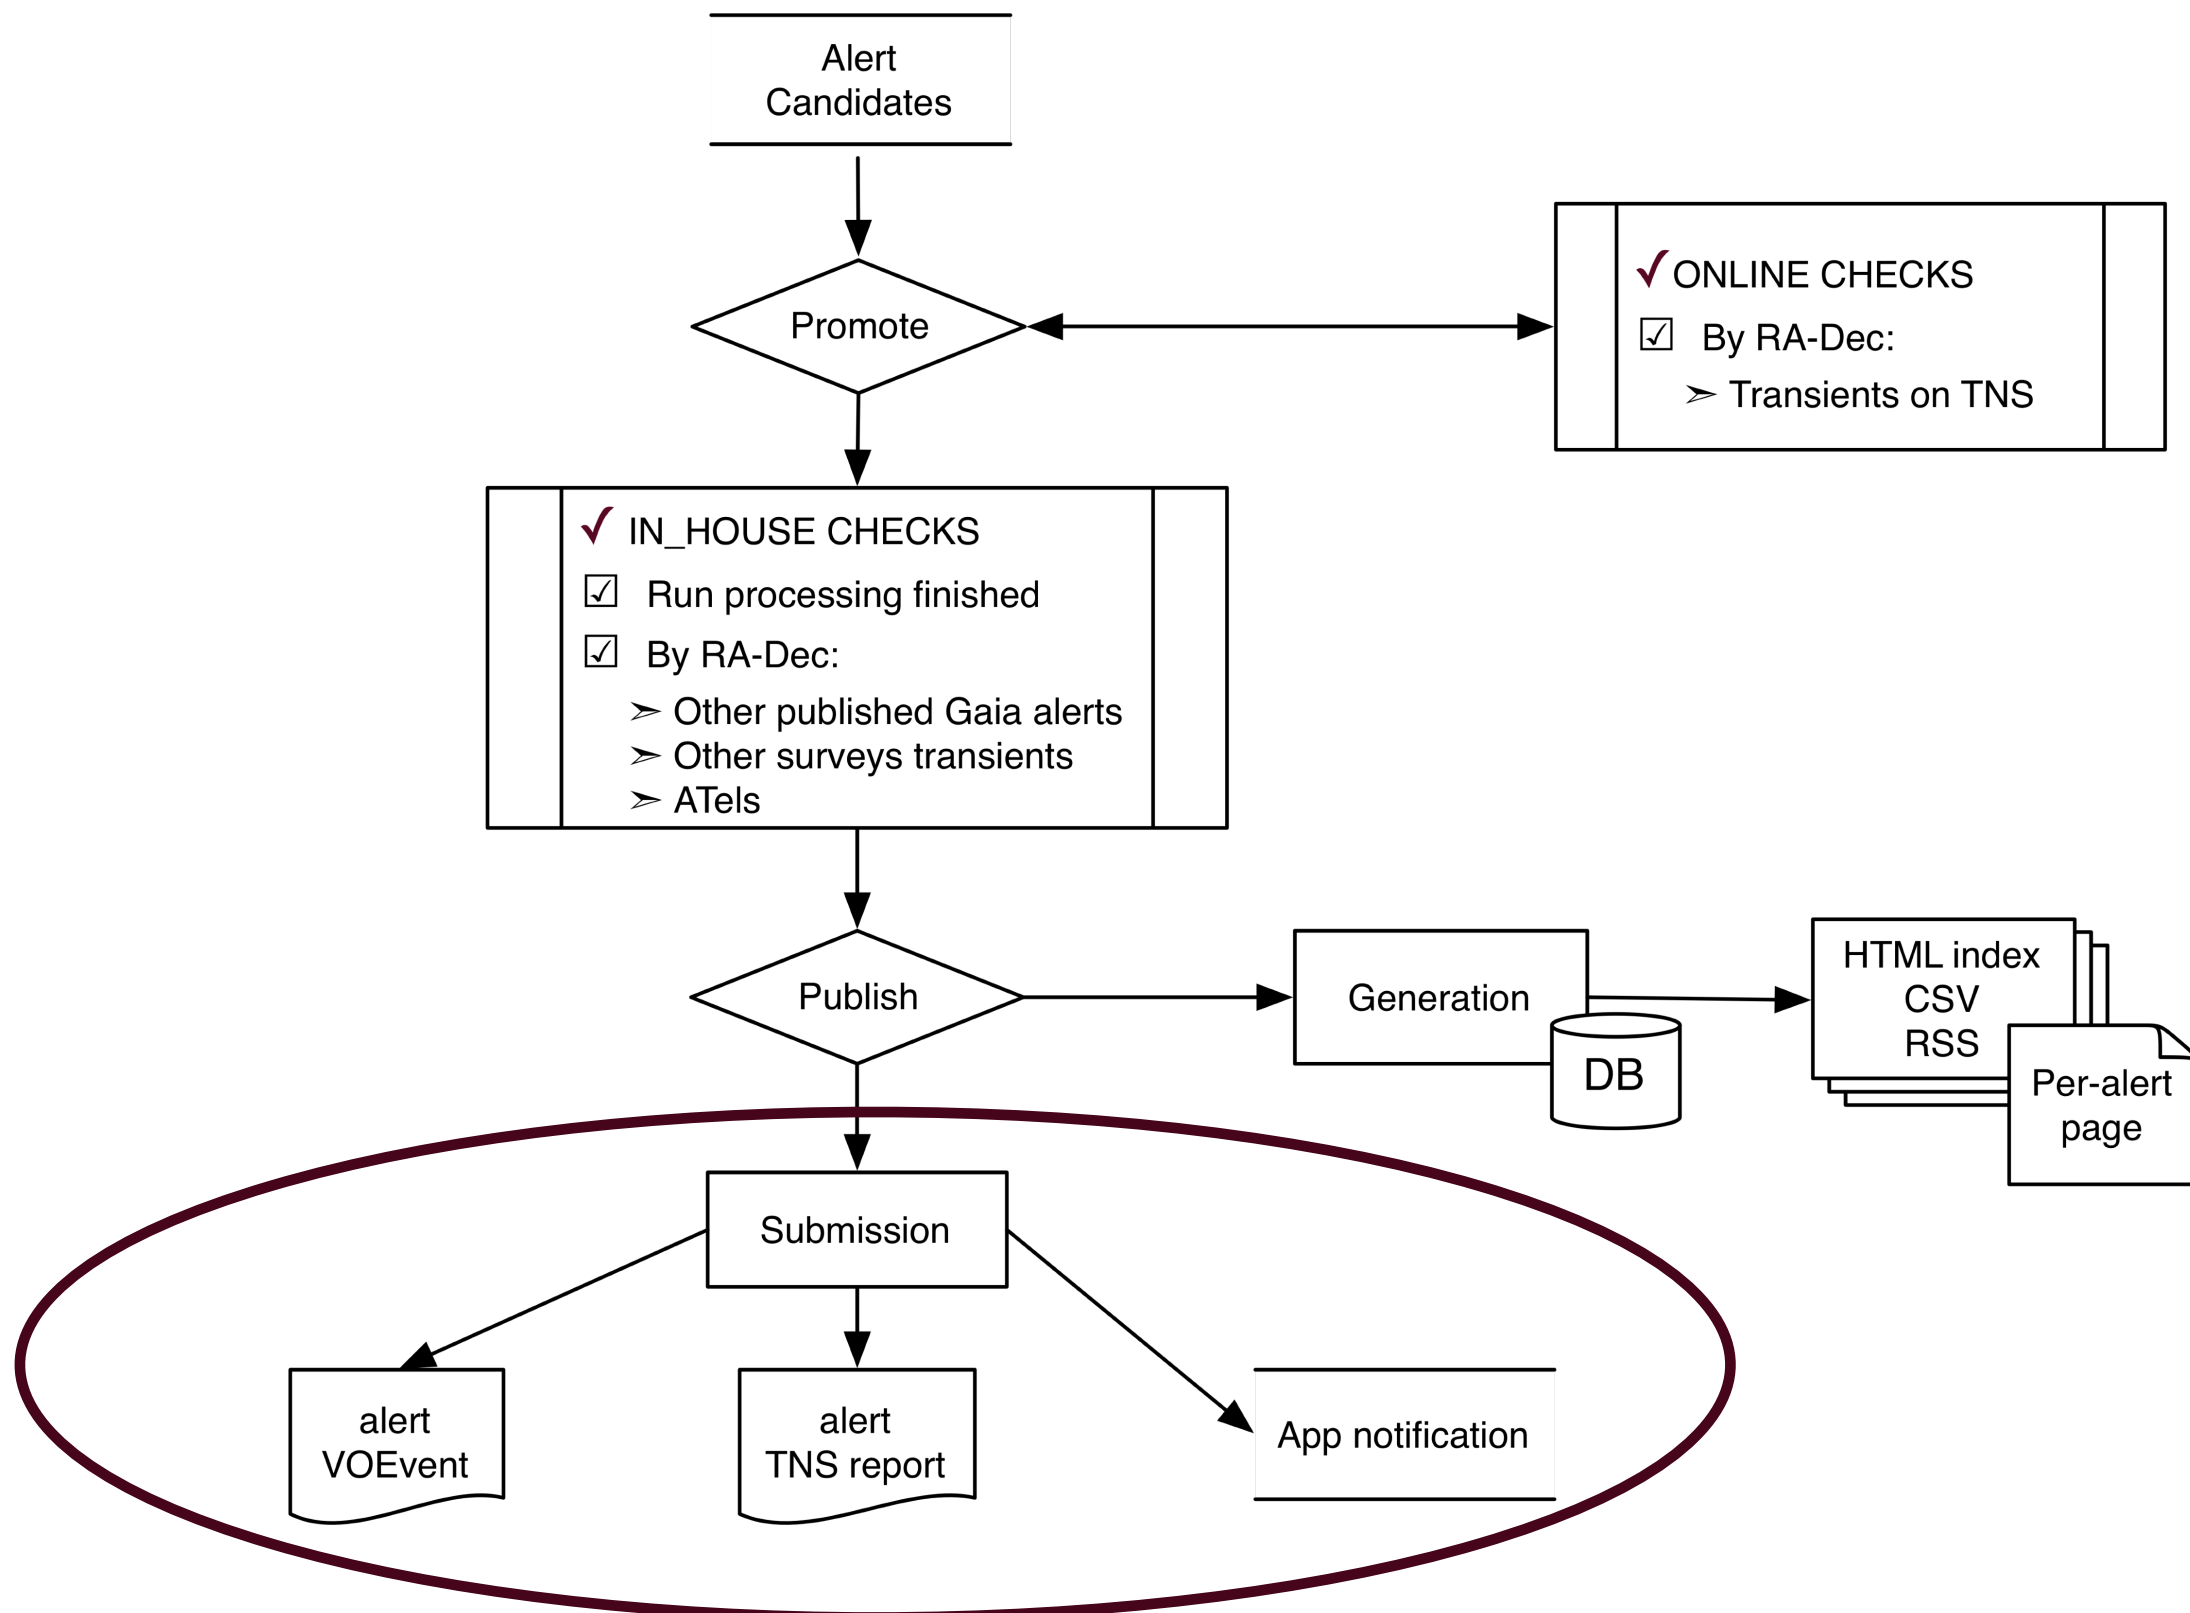 Alert
Candidates
Promote
ONLINE CHECKS
By RA-Dec:
Transients on TNS
IN_HOUSE CHECKS
Run processing finished
By RA-Dec:
Other published Gaia alerts
Other surveys transients
ATels
Publish
Generation
DB
HTML index
CSV
RSS
Per-alert
page
Submission
alert
VOEvent
alert
TNS report
App notification